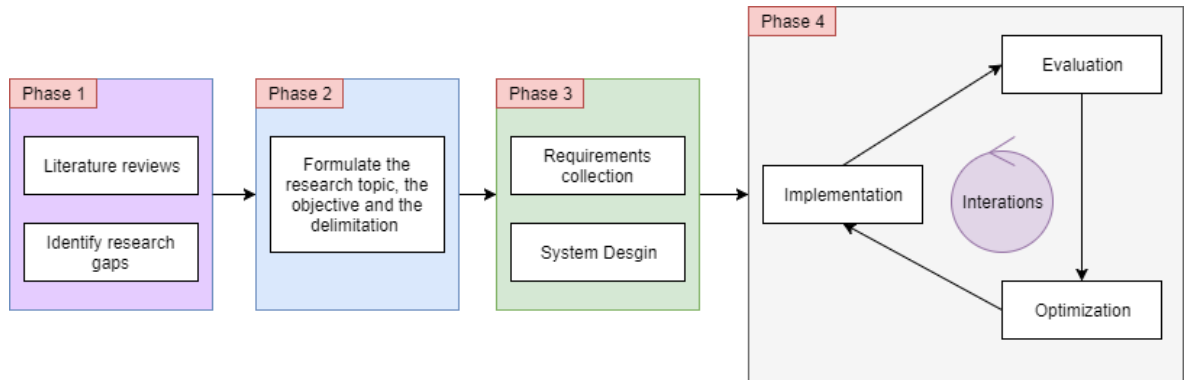 Phase 1
Literature reviews
Identify research
gaps
Phase 2
Formulate the
research topic, the
objective and the
delimitation
Phase 3
Requirements
collection
System Desgin
Phase 4
Implementation
Evaluation
Interations
Optimization